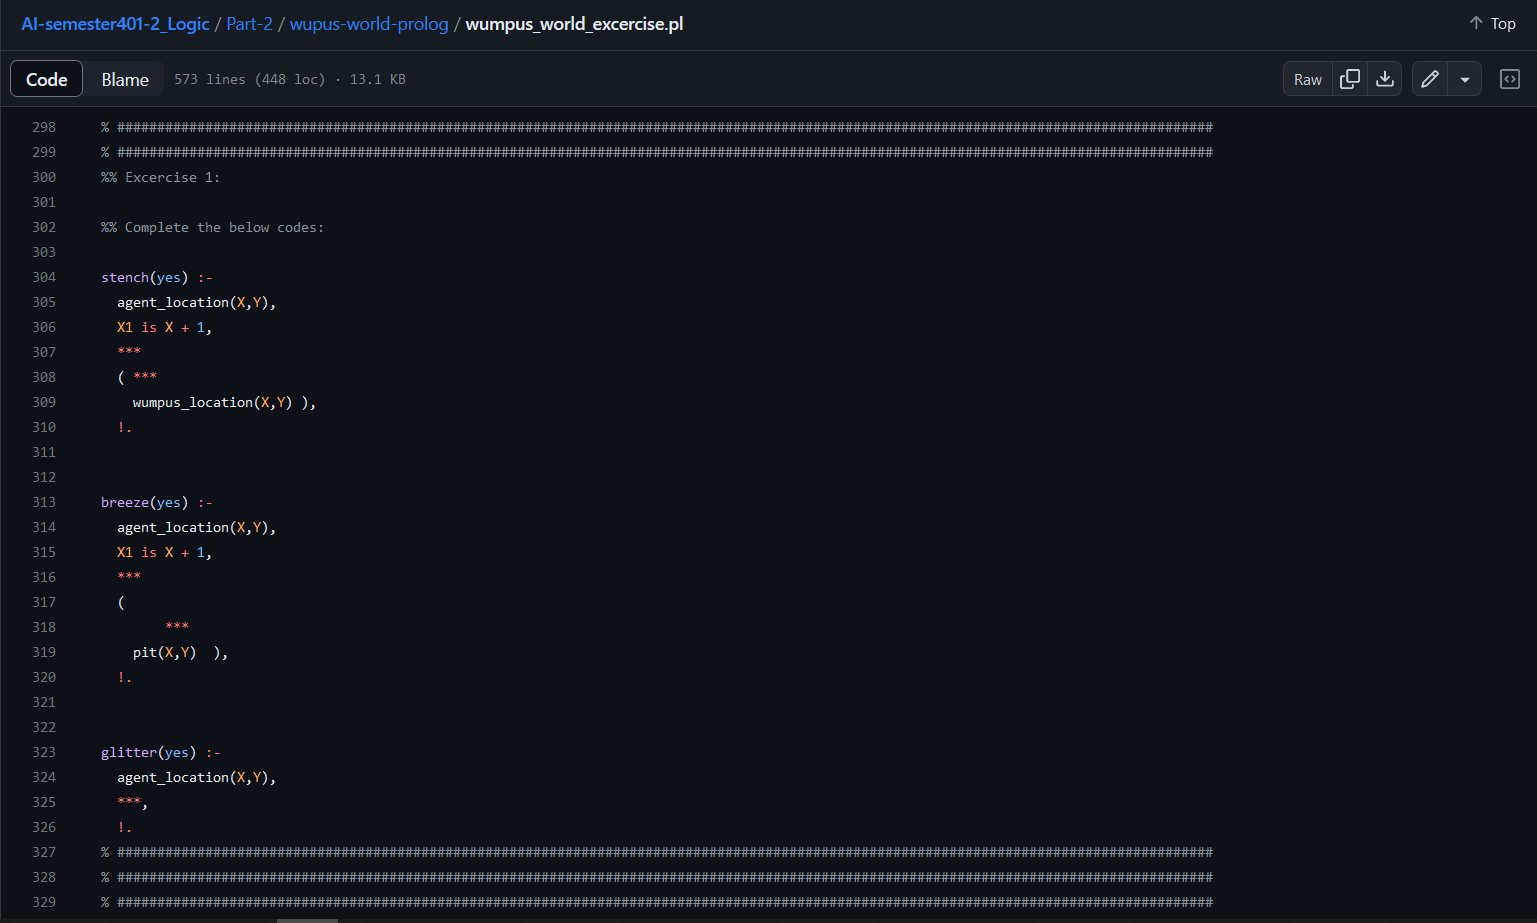 AI-semester401-2_Logic / Part-2 / wupus-world-prolog / wumpus_world_excercise.pl
Top
Code Blame 573 lines (448 loc) · 13.1 KB
Raw
298 % #########################################################################################################################################
299 % #########################################################################################################################################
300 %% Excercise 1:
301
302 %% Complete the below codes:
303
304 stench(yes) :-
305   agent_location(X,Y),
306   X1 is X + 1,
307   ***
308   ( ***
309     wumpus_location(X,Y) ),
310   !.
311
312
313 breeze(yes) :-
314   agent_location(X,Y),
315   X1 is X + 1,
316   ***
317   (
318         ***
319     pit(X,Y)  ),
320   !.
321
322
323 glitter(yes) :-
324   agent_location(X,Y),
325   ***,
326   !.
327 % #########################################################################################################################################
328 % #########################################################################################################################################
329 % #########################################################################################################################################